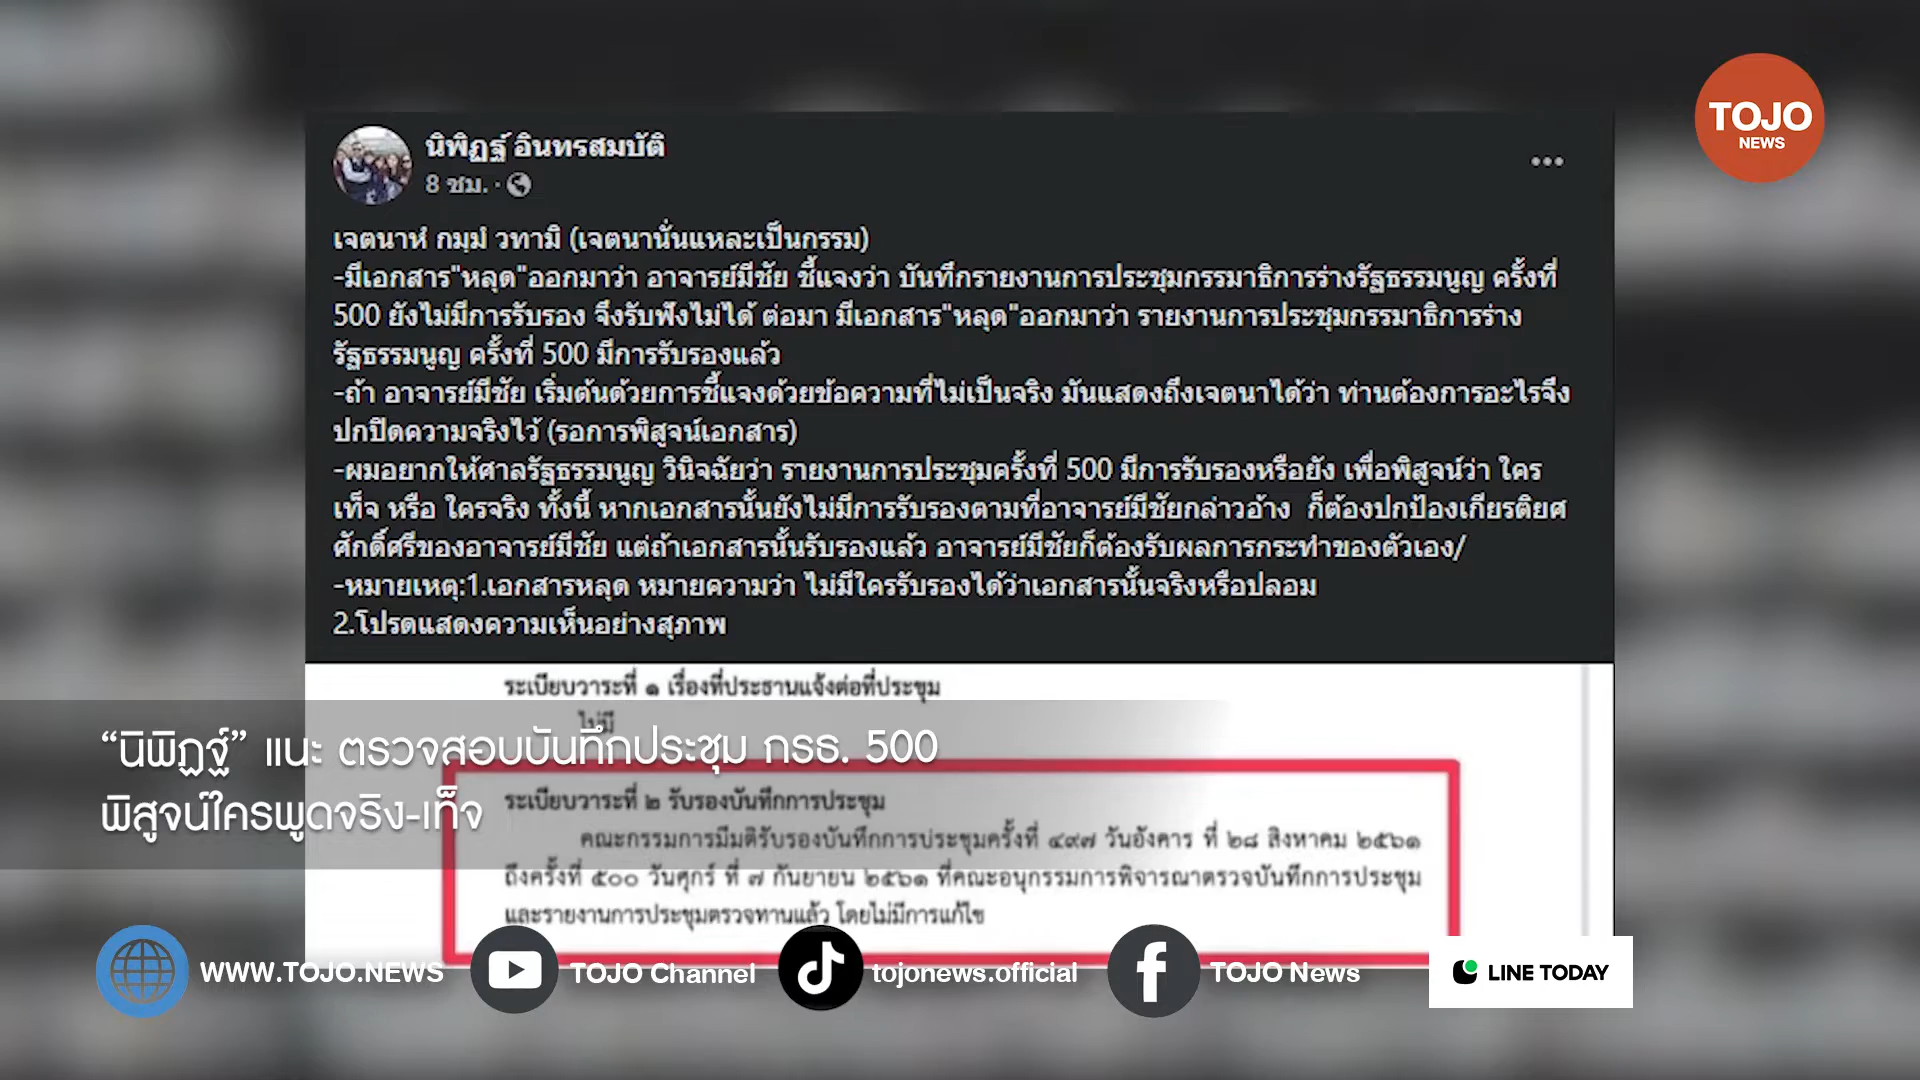 TOJO
NEWS
นิพิฏฐ์ อินทรสมบัติ
8 ชม. ·
เจตนาหํ กมฺมํ วทามิ (เจตนานั่นแหละเป็นกรรม)
-มีเอกสาร"หลุด"ออกมาว่า อาจารย์มีชัย ชี้แจงว่า บันทึกรายงานการประชุมกรรมาธิการร่างรัฐธรรมนูญ ครั้งที่
500 ยังไม่มีการรับรอง จึงรับฟังไม่ได้ ต่อมา มีเอกสาร"หลุด"ออกมาว่า รายงานการประชุมกรรมาธิการร่าง
รัฐธรรมนูญ ครั้งที่ 500 มีการรับรองแล้ว
-ถ้า อาจารย์มีชัย เริ่มต้นด้วยการชี้แจงด้วยข้อความที่ไม่เป็นจริง มันแสดงถึงเจตนาได้ว่า ท่านต้องการอะไรจึง
ปกปิดความจริงไว้ (รอการพิสูจน์เอกสาร)
-ผมอยากให้ศาลรัฐธรรมนูญ วินิจฉัยว่า รายงานการประชุมครั้งที่ 500 มีการรับรองหรือยัง เพื่อพิสูจน์ว่า ใคร
เท็จ หรือ ใครจริง ทั้งนี้ หากเอกสารนั้นยังไม่มีการรับรองตามที่อาจารย์มีชัยกล่าวอ้าง ก็ต้องปกป้องเกียรติยศ
ศักดิ์ศรีของอาจารย์มีชัย แต่ถ้าเอกสารนั้นรับรองแล้ว อาจารย์มีชัยก็ต้องรับผลการกระทำของตัวเอง/
-หมายเหตุ:1.เอกสารหลุด หมายความว่า ไม่มีใครรับรองได้ว่าเอกสารนั้นจริงหรือปลอม
2.โปรดแสดงความเห็นอย่างสุภาพ
ระเบียบวาระที่ ๑ เรื่องที่ประธานแจ้งต่อที่ประชุม
ไม่มี
“นิพิฏฐ์” แนะ ตรวจสอบบันทึกประชุม กรธ. 500
พิสูจน์ใครพูดจริง-เท็จ
ระเบียบวาระที่ ๒ รับรองบันทึกการประชุม
คณะกรรมการมีมติรับรองบันทึกการประชุมครั้งที่ ๔๙๗ วันอังคาร ที่ ๒๘ สิงหาคม ๒๕๖๑
ถึงครั้งที่ ๕๐๐ วันศุกร์ ที่ ๗ กันยายน ๒๕๖๑ ที่คณะอนุกรรมการพิจารณาตรวจบันทึกการประชุม
และรายงานการประชุมตรวจทานแล้ว โดยไม่มีการแก้ไข
WWW.TOJO.NEWS
TOJO Channel
tojonews.official
TOJO News
LINE TODAY